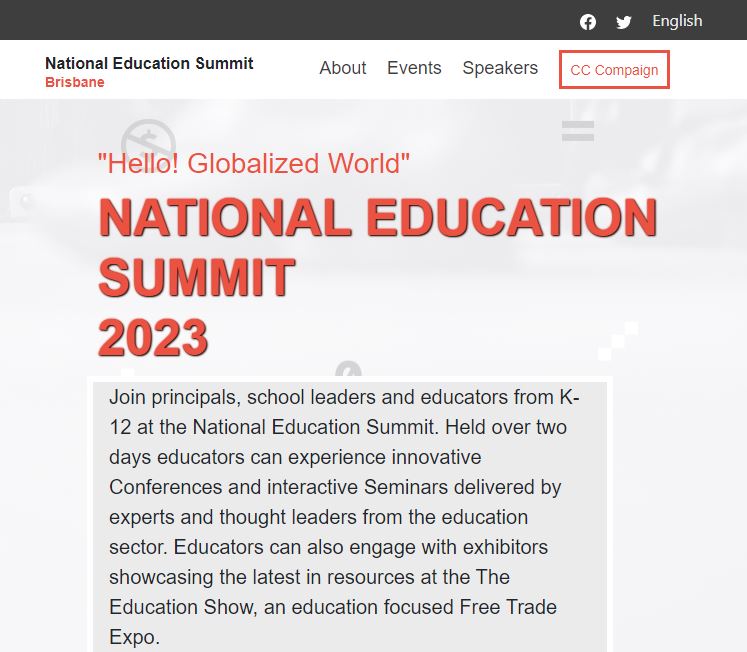 English
National Education Summit
Brisbane
About Events Speakers CC Compaign
"Hello! Globalized World"
NATIONAL EDUCATION
SUMMIT
2023
Join principals, school leaders and educators from K-
12 at the National Education Summit. Held over two
days educators can experience innovative
Conferences and interactive Seminars delivered by
experts and thought leaders from the education
sector. Educators can also engage with exhibitors
showcasing the latest in resources at the The
Education Show, an education focused Free Trade
Expo.